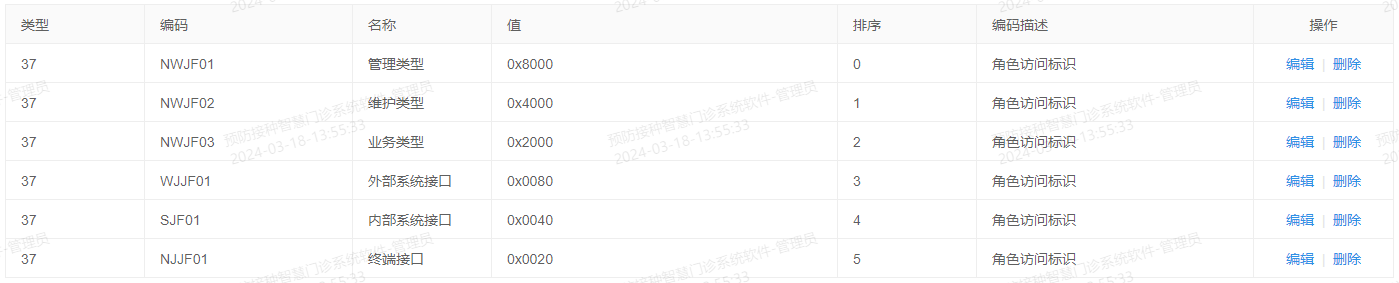 类型 编码 名称 值 排序 编码描述 操作
37 NWJF01 管理类型 0x8000 0 角色访问标识 编辑 | 删除
37 NWJF02 维护类型 0x4000 1 角色访问标识 编辑 | 删除
37 NWJF03 业务类型 0x2000 2 角色访问标识 编辑 | 删除
37 WJJF01 外部系统接口 0x0080 3 角色访问标识 编辑 | 删除
37 SJF01 内部系统接口 0x0040 4 角色访问标识 编辑 | 删除
37 NJJF01 终端接口 0x0020 5 角色访问标识 编辑 | 删除
预防接种智慧门诊系统软件-管理员
2024-03-18-13:55:33